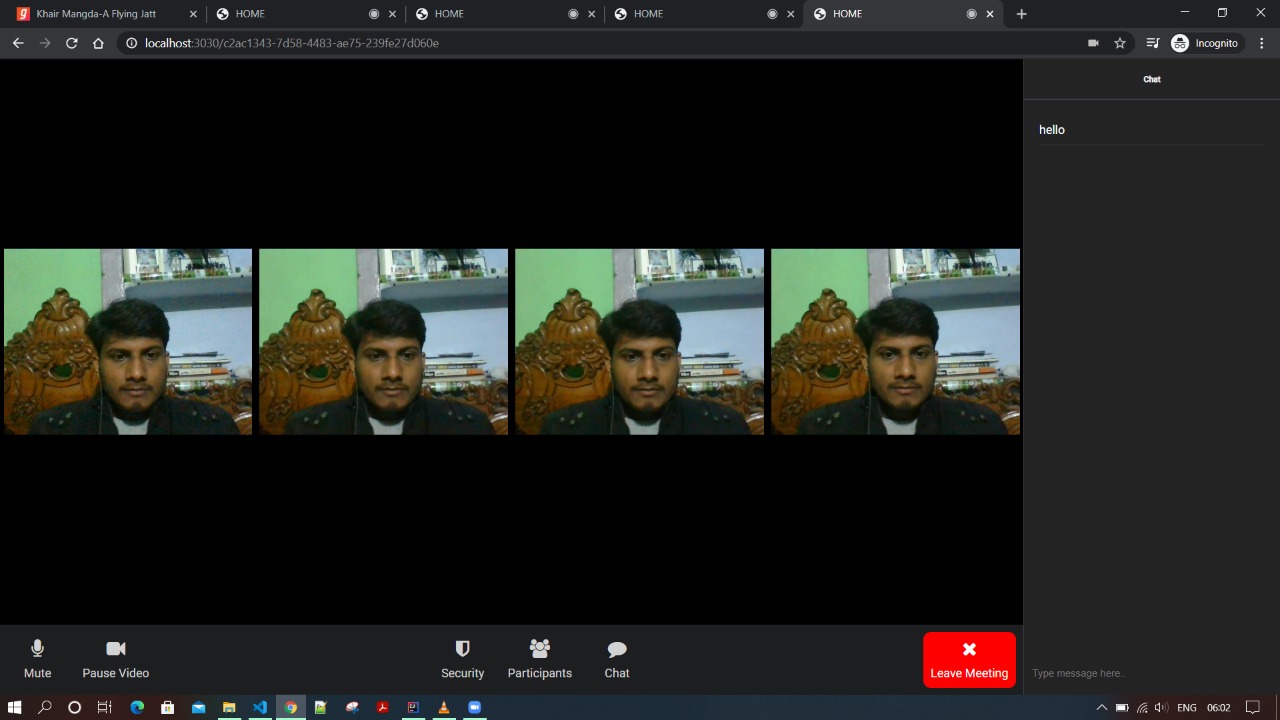 Khair Mangda-A Flying Jatt
HOME
HOME
HOME
HOME
localhost:3030/c2ac1343-7d58-4483-ae75-239fe27d060e
Incognito
Chat
hello
Mute
Pause Video
Security
Participants
Chat
Leave Meeting
Type message here..
ENG
06:02